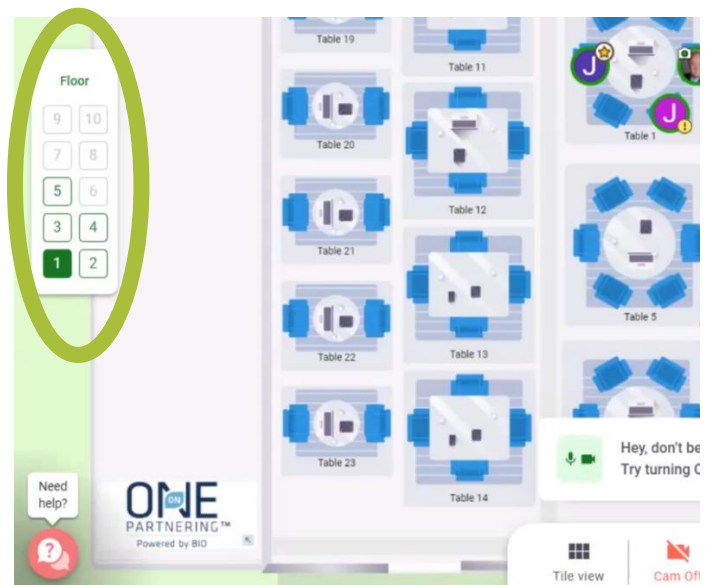 Floor
9 10
7 8
5 6
3 4
1 2
Table 19
Table 20
Table 21
Table 22
Table 23
Table 11
Table 12
Table 13
Table 14
J
J
!
Table 1
Table 5
Need
help?
?
ONE
ON
PARTNERING™
Powered by BIO
Hey, don't be
Try turning
Tile view
Cam Off